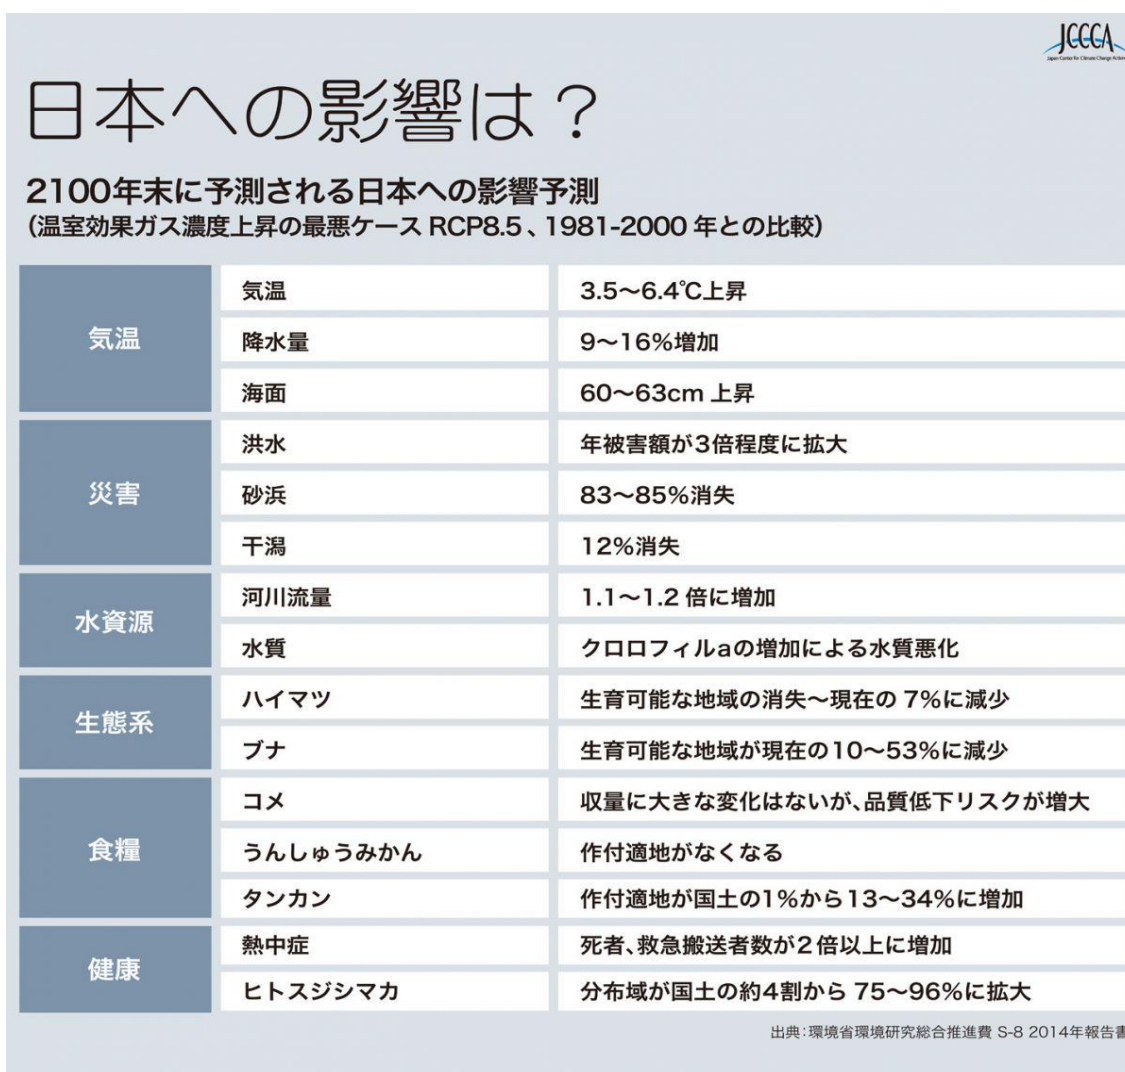 JCCCA
Japan Center for Climate Change Actions
日本への影響は？
2100年末に予測される日本への影響予測
（温室効果ガス濃度上昇の最悪ケース RCP8.5、1981-2000 年との比較）
気温
気温 3.5〜6.4℃上昇
降水量 9〜16%増加
海面 60〜63cm 上昇
災害
洪水 年被害額が3倍程度に拡大
砂浜 83〜85%消失
干潟 12%消失
水資源
河川流量 1.1〜1.2 倍に増加
水質 クロロフィルaの増加による水質悪化
生態系
ハイマツ 生育可能な地域の消失〜現在の 7%に減少
ブナ 生育可能な地域が現在の10〜53%に減少
食糧
コメ 収量に大きな変化はないが、品質低下リスクが増大
うんしゅうみかん 作付適地がなくなる
タンカン 作付適地が国土の1%から13〜34%に増加
健康
熱中症 死者、救急搬送者数が2倍以上に増加
ヒトスジシマカ 分布域が国土の約4割から 75〜96%に拡大
出典：環境省環境研究総合推進費 S-8 2014年報告書